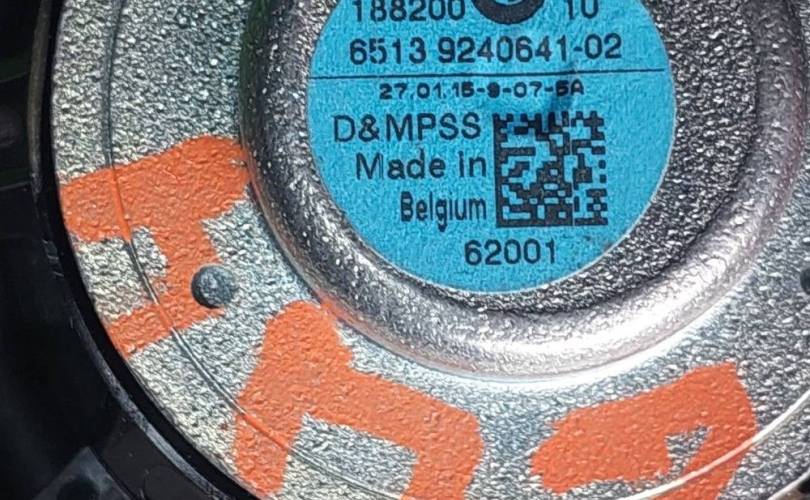 188200 10
6513 9240641-02
27.01.15-9-07-5A
D&MPSS
Made in
Belgium
62001